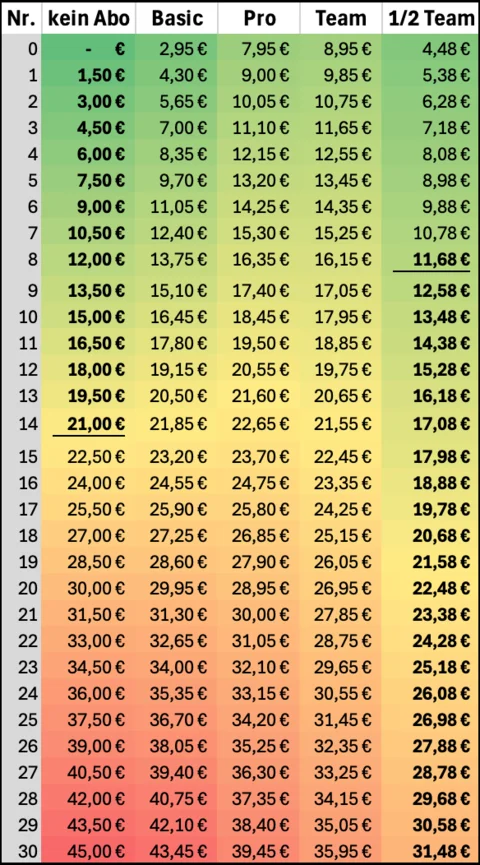 Nr. kein Abo Basic Pro Team 1/2 Team
0 - € 2,95 € 7,95 € 8,95 € 4,48 €
1 1,50 € 4,30 € 9,00 € 9,85 € 5,38 €
2 3,00 € 5,65 € 10,05 € 10,75 € 6,28 €
3 4,50 € 7,00 € 11,10 € 11,65 € 7,18 €
4 6,00 € 8,35 € 12,15 € 12,55 € 8,08 €
5 7,50 € 9,70 € 13,20 € 13,45 € 8,98 €
6 9,00 € 11,05 € 14,25 € 14,35 € 9,88 €
7 10,50 € 12,40 € 15,30 € 15,25 € 10,78 €
8 12,00 € 13,75 € 16,35 € 16,15 € 11,68 €
9 13,50 € 15,10 € 17,40 € 17,05 € 12,58 €
10 15,00 € 16,45 € 18,45 € 17,95 € 13,48 €
11 16,50 € 17,80 € 19,50 € 18,85 € 14,38 €
12 18,00 € 19,15 € 20,55 € 19,75 € 15,28 €
13 19,50 € 20,50 € 21,60 € 20,65 € 16,18 €
14 21,00 € 21,85 € 22,65 € 21,55 € 17,08 €
15 22,50 € 23,20 € 23,70 € 22,45 € 17,98 €
16 24,00 € 24,55 € 24,75 € 23,35 € 18,88 €
17 25,50 € 25,90 € 25,80 € 24,25 € 19,78 €
18 27,00 € 27,25 € 26,85 € 25,15 € 20,68 €
19 28,50 € 28,60 € 27,90 € 26,05 € 21,58 €
20 30,00 € 29,95 € 28,95 € 26,95 € 22,48 €
21 31,50 € 31,30 € 30,00 € 27,85 € 23,38 €
22 33,00 € 32,65 € 31,05 € 28,75 € 24,28 €
23 34,50 € 34,00 € 32,10 € 29,65 € 25,18 €
24 36,00 € 35,35 € 33,15 € 30,55 € 26,08 €
25 37,50 € 36,70 € 34,20 € 31,45 € 26,98 €
26 39,00 € 38,05 € 35,25 € 32,35 € 27,88 €
27 40,50 € 39,40 € 36,30 € 33,25 € 28,78 €
28 42,00 € 40,75 € 37,35 € 34,15 € 29,68 €
29 43,50 € 42,10 € 38,40 € 35,05 € 30,58 €
30 45,00 € 43,45 € 39,45 € 35,95 € 31,48 €